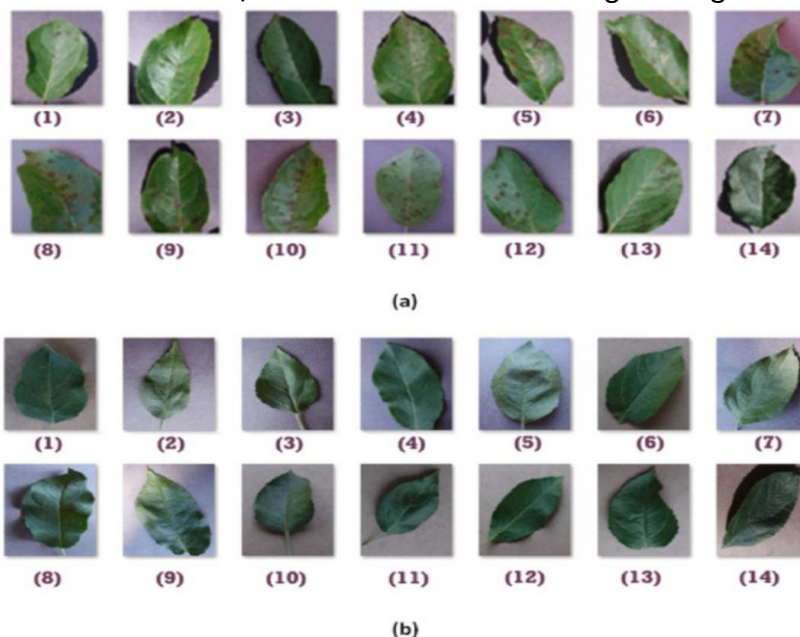 (1) (2) (3) (4) (5) (6) (7)
(8) (9) (10) (11) (12) (13) (14)
(a)
(1) (2) (3) (4) (5) (6) (7)
(8) (9) (10) (11) (12) (13) (14)
(b)